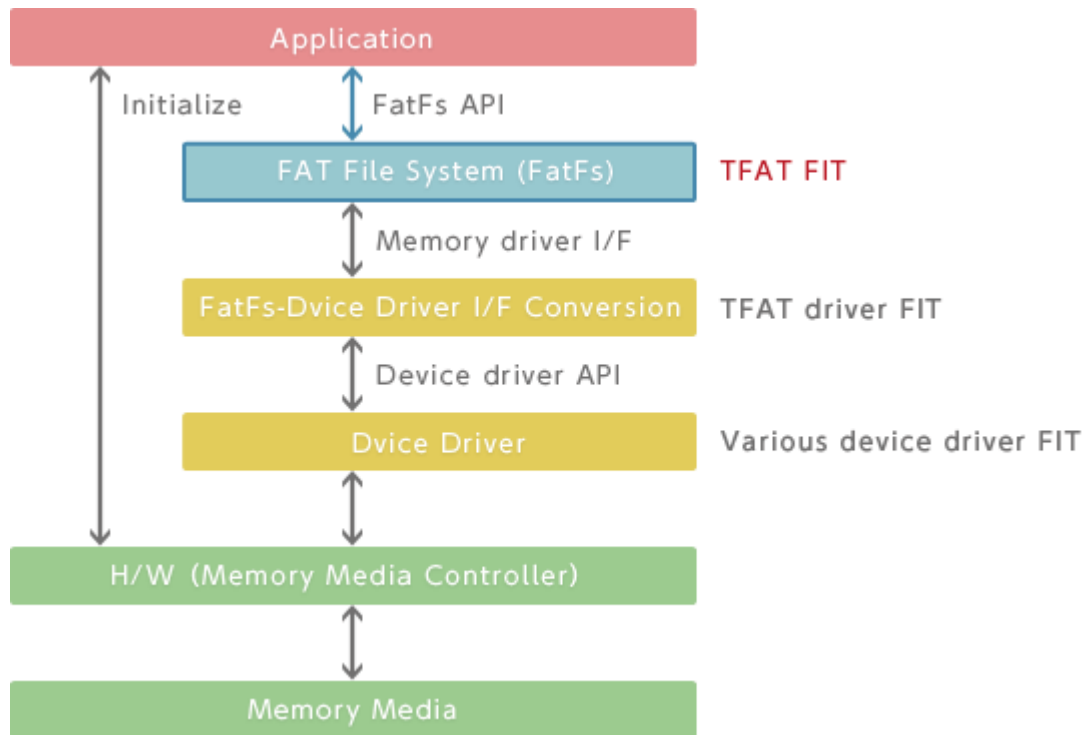 Application
Initialize
FatFs API
FAT File System (FatFs)
TFAT FIT
Memory driver I/F
FatFs-Dvice Driver I/F Conversion
TFAT driver FIT
Device driver API
Dvice Driver
Various device driver FIT
H/W (Memory Media Controller)
Memory Media